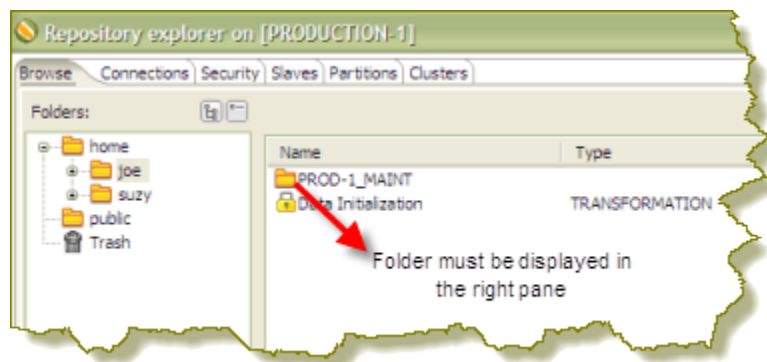 Repository explorer on [PRODUCTION-1]
Browse Connections Security Slaves Partitions Clusters
Folders:
home
joe
suzy
public
Trash
Name Type
PROD-1_MAINT
Data Initialization TRANSFORMATION
Folder must be displayed in
the right pane